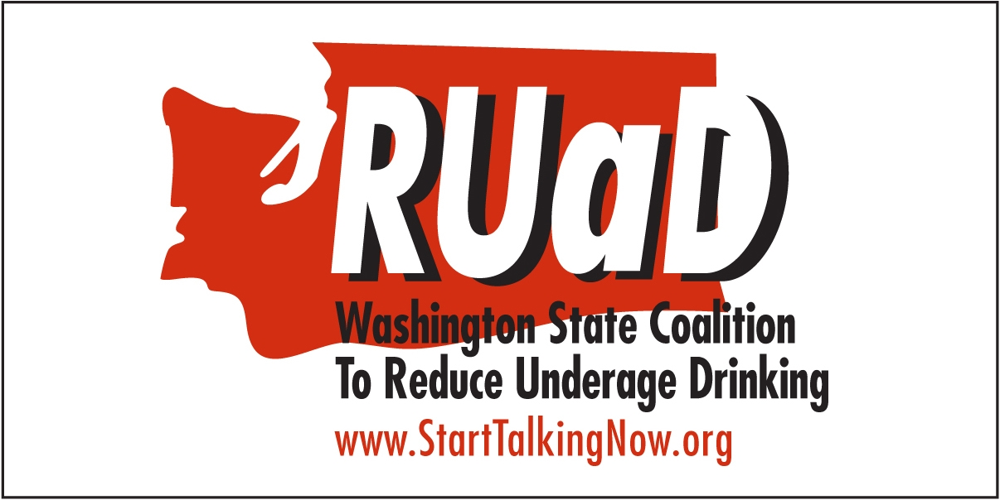 RUaD
Washington State Coalition
To Reduce Underage Drinking
www.StartTalkingNow.org